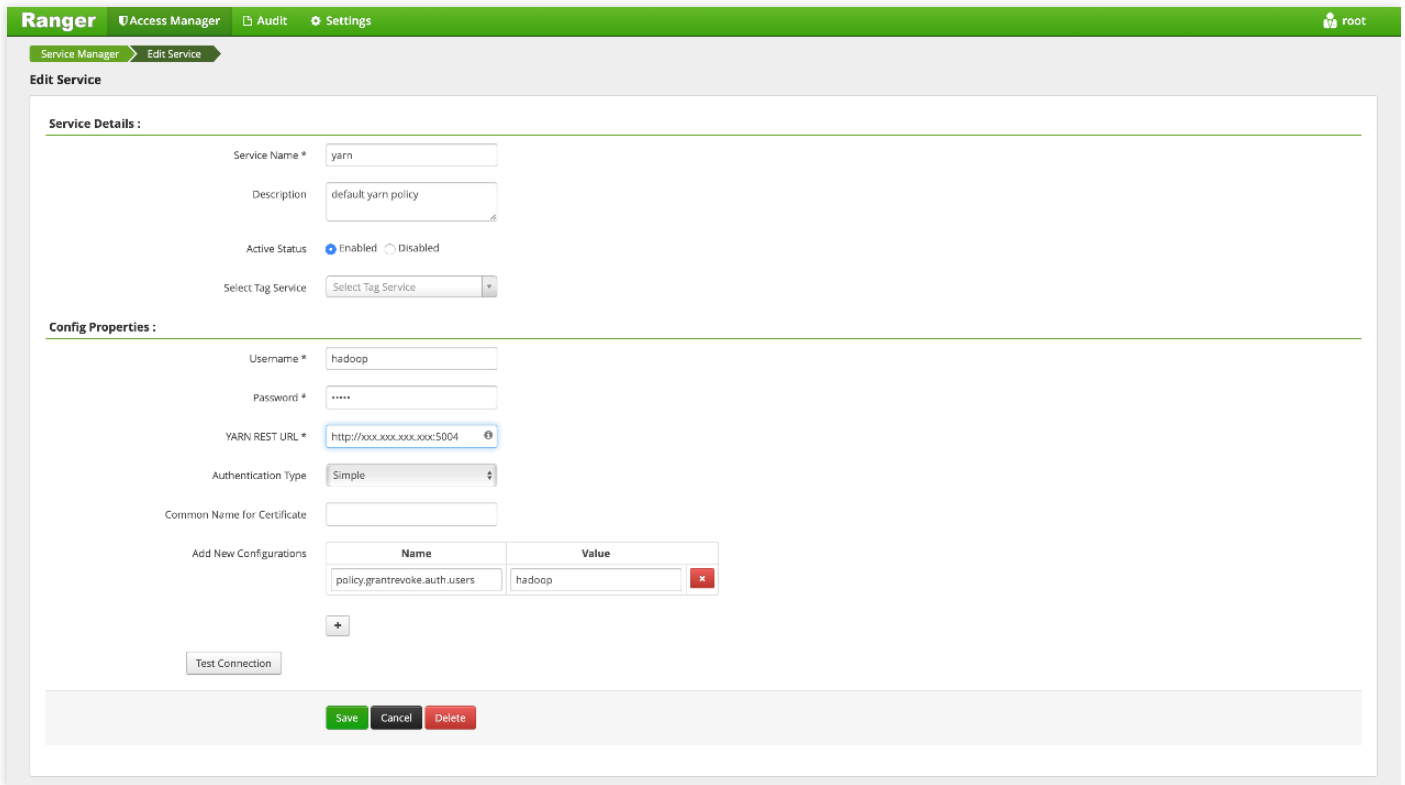 Ranger Access Manager Audit Settings root
Service Manager Edit Service
Edit Service
Service Details :
Service Name * yarn
Description default yarn policy
Active Status Enabled Disabled
Select Tag Service Select Tag Service
Config Properties :
Username * hadoop
Password * •••••
YARN REST URL * http://xxx.xxx.xxx.xxx:5004
Authentication Type Simple
Common Name for Certificate
Add New Configurations Name Value
policy.grantrevoke.auth.users hadoop x
+
Test Connection
Save Cancel Delete